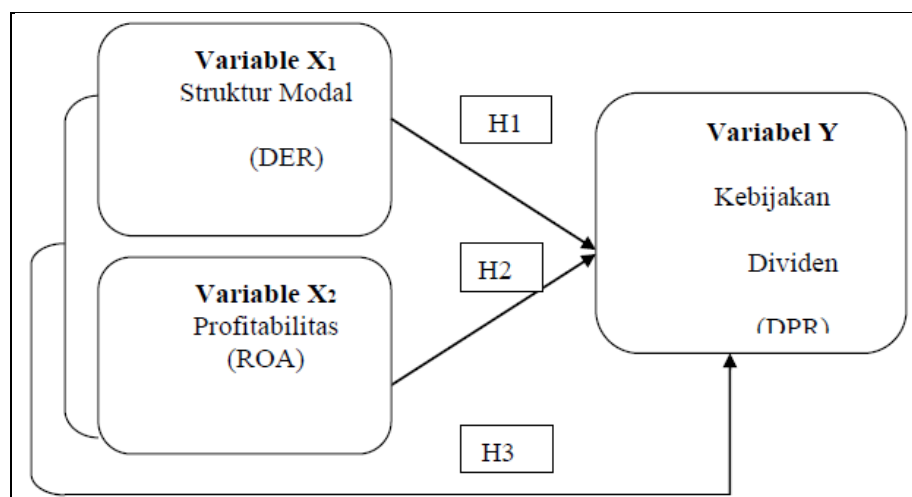 Variable X1
Struktur Modal
(DER)
H1
Variable X2
Profitabilitas
(ROA)
H2
H3
Variabel Y
Kebijakan
Dividen
(DPR)